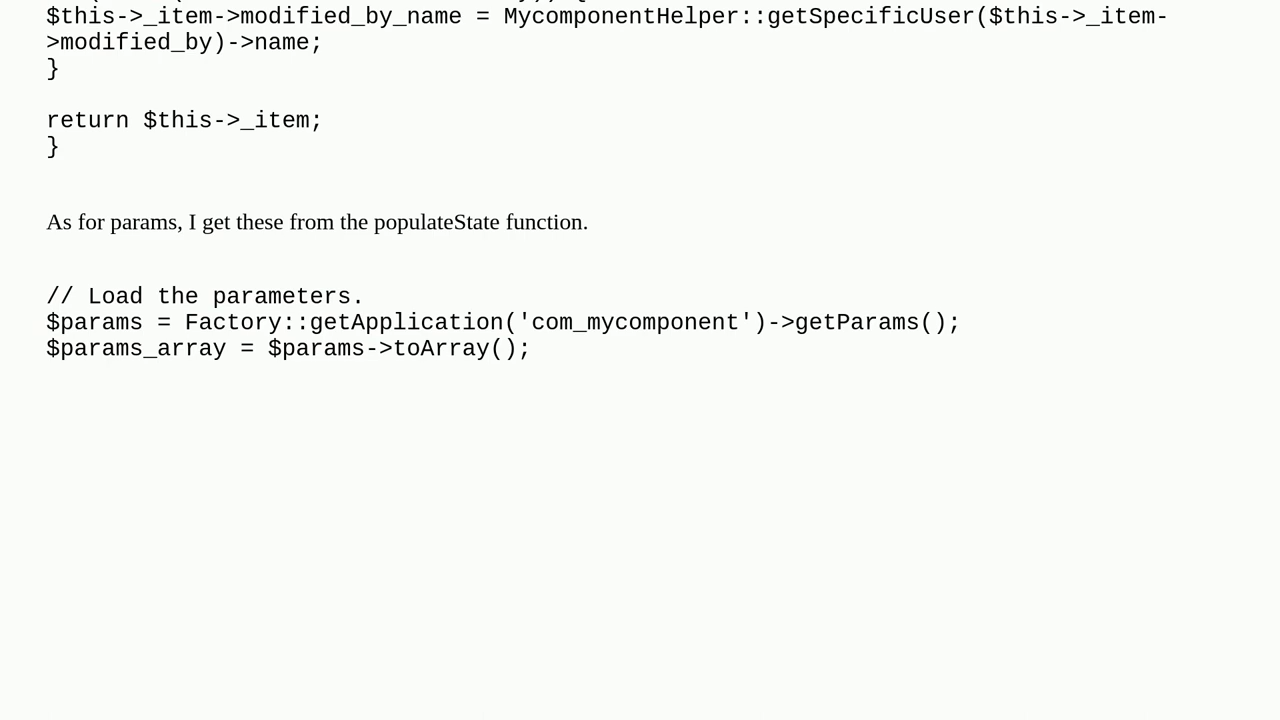 $this->_item->modified_by_name = MycomponentHelper::getSpecificUser($this->_item-
>modified_by)->name;
}
return $this->_item;
}
As for params, I get these from the populateState function.
// Load the parameters.
$params = Factory::getApplication('com_mycomponent')->getParams();
$params_array = $params->toArray();